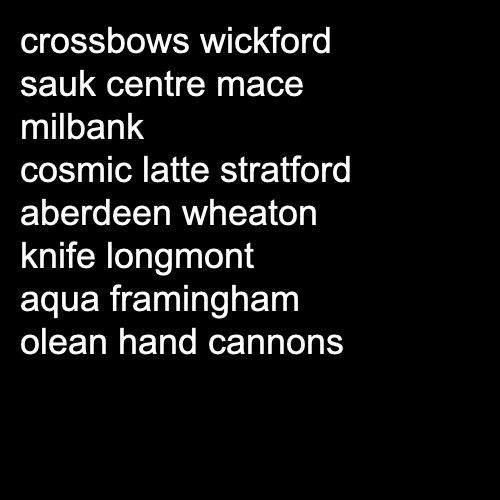 crossbows wickford
sauk centre mace
milbank
cosmic latte stratford
aberdeen wheaton
knife longmont
aqua framingham
olean hand cannons